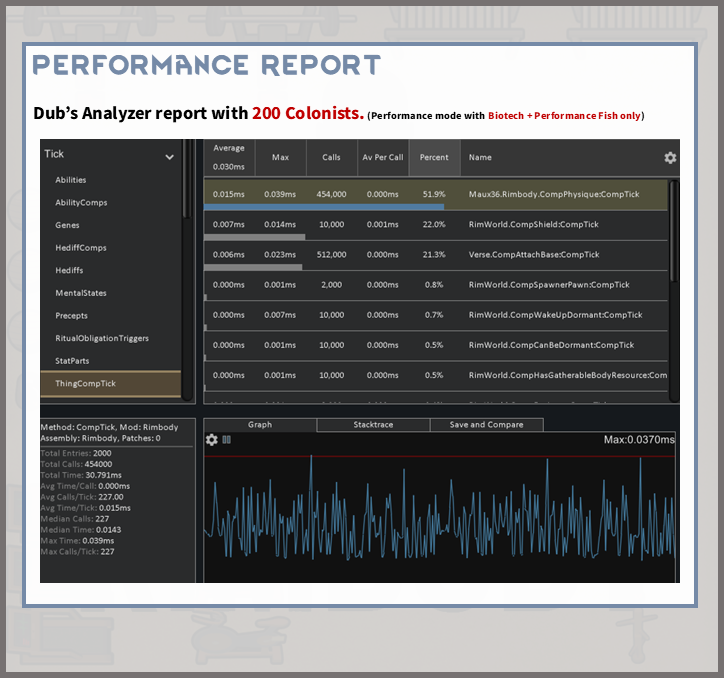 PERFORMANCE REPORT
Dub's Analyzer report with 200 Colonists. (Performance mode with Biotech + Performance Fish only)
Tick
Abilities
AbilityComps
Genes
HediffComps
Hediffs
MentalStates
Precepts
RitualObligationTriggers
StatParts
ThingCompTick
Average 0.030ms Max Calls Av Per Call Percent Name
0.015ms 0.039ms 454,000 0.000ms 51.9% Maux36.Rimbody.CompPhysique:CompTick
0.007ms 0.014ms 10,000 0.001ms 22.0% RimWorld.CompShield:CompTick
0.006ms 0.023ms 512,000 0.000ms 21.3% Verse.CompAttachBase:CompTick
0.000ms 0.001ms 2,000 0.000ms 0.8% RimWorld.CompSpawnerPawn:CompTick
0.000ms 0.007ms 10,000 0.000ms 0.7% RimWorld.CompWakeUpDormant:CompTick
0.000ms 0.001ms 10,000 0.000ms 0.5% RimWorld.CompCanBeDormant:CompTick
0.000ms 0.001ms 10,000 0.000ms 0.5% RimWorld.CompHasGatherableBodyResource:Com
Method: CompTick, Mod: Rimbody
Assembly: Rimbody, Patches: 0
Total Entries: 2000
Total Calls: 454000
Total Time: 30.791ms
Avg Time/Call: 0.000ms
Avg Calls/Tick: 227.00
Avg Time/Tick: 0.015ms
Median Calls: 227
Median Time: 0.0143
Max Time: 0.039ms
Max Calls/Tick: 227
Graph Stacktrace Save and Compare
Max:0.0370ms